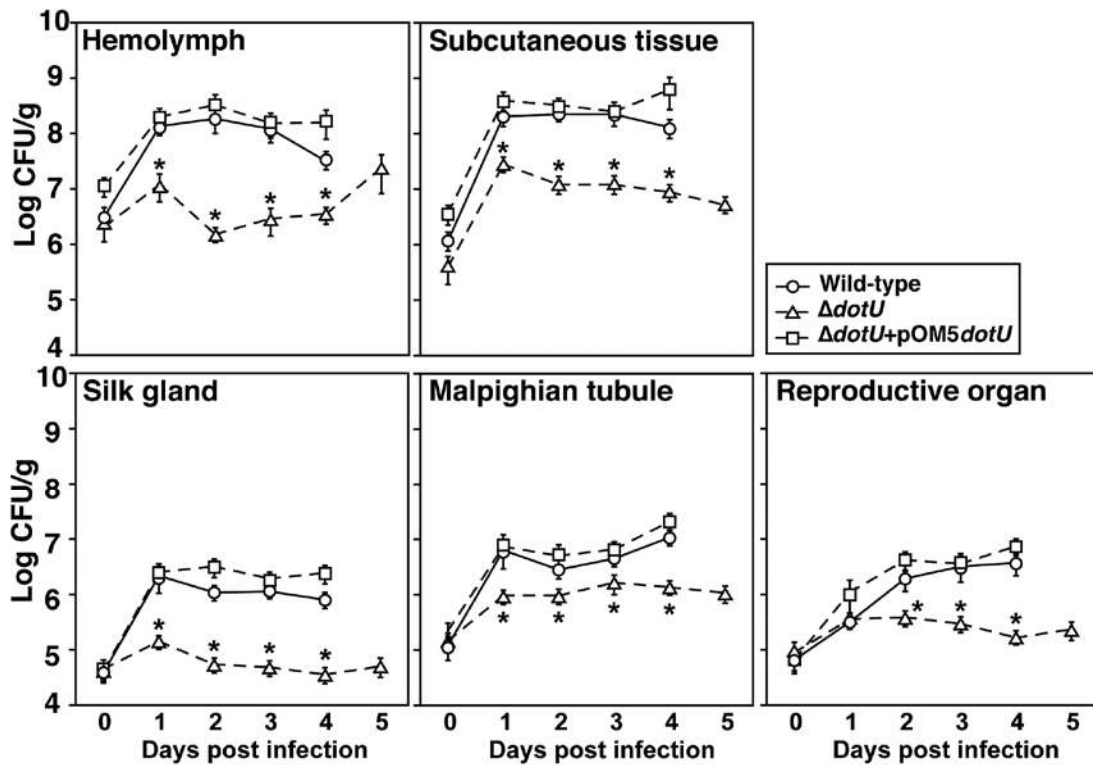 Hemolymph
Subcutaneous tissue
Log CFU/g
10
9
8
7
6
5
4
* * * *
* * * *
Wild-type
ΔdotU
ΔdotU+pOM5dotU
Silk gland
Malpighian tubule
Reproductive organ
Log CFU/g
10
9
8
7
6
5
4
* * * *
* * * *
* * *
0 1 2 3 4 5
0 1 2 3 4 5
0 1 2 3 4 5
Days post infection
Days post infection
Days post infection